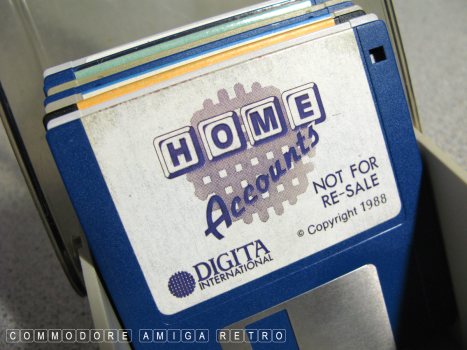 HOME
Accounts
NOT FOR
RE-SALE
© Copyright 1988
DIGITA
INTERNATIONAL
COMMODORE AMIGA RETRO